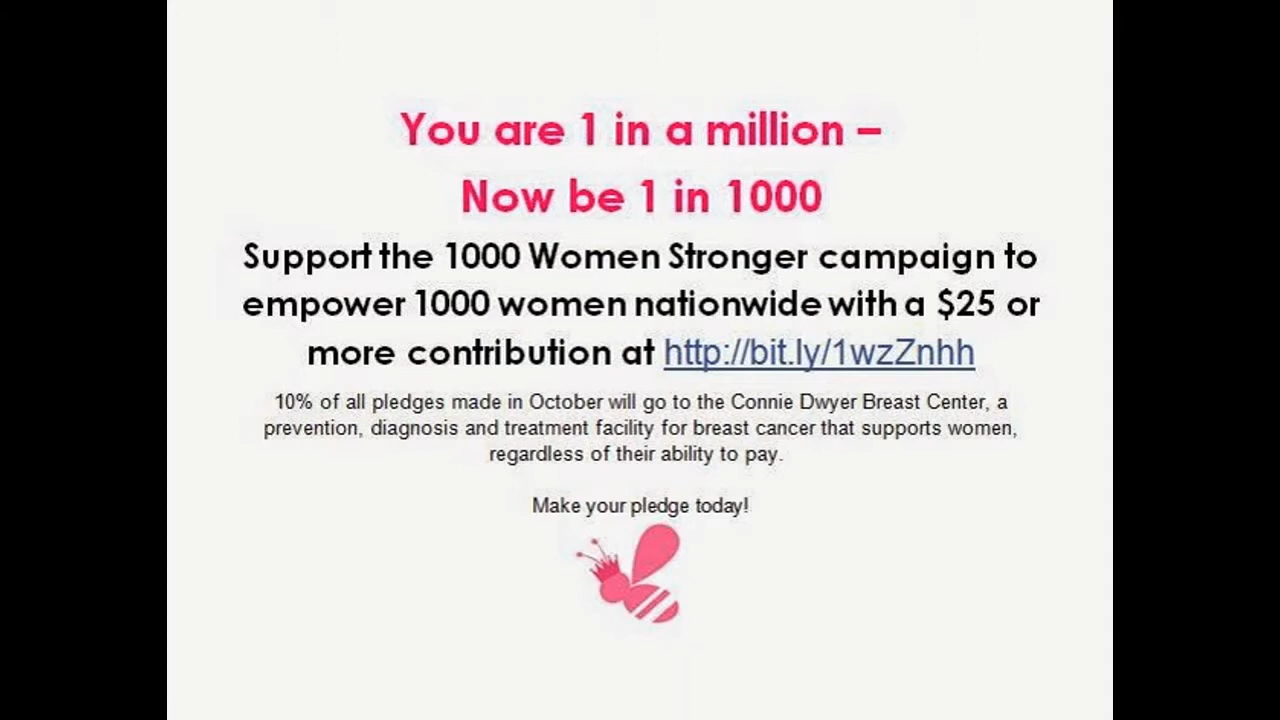 You are 1 in a million –
Now be 1 in 1000
Support the 1000 Women Stronger campaign to
empower 1000 women nationwide with a $25 or
more contribution at http://bit.ly/1wzZnhh
10% of all pledges made in October will go to the Connie Dwyer Breast Center, a
prevention, diagnosis and treatment facility for breast cancer that supports women,
regardless of their ability to pay.
Make your pledge today!